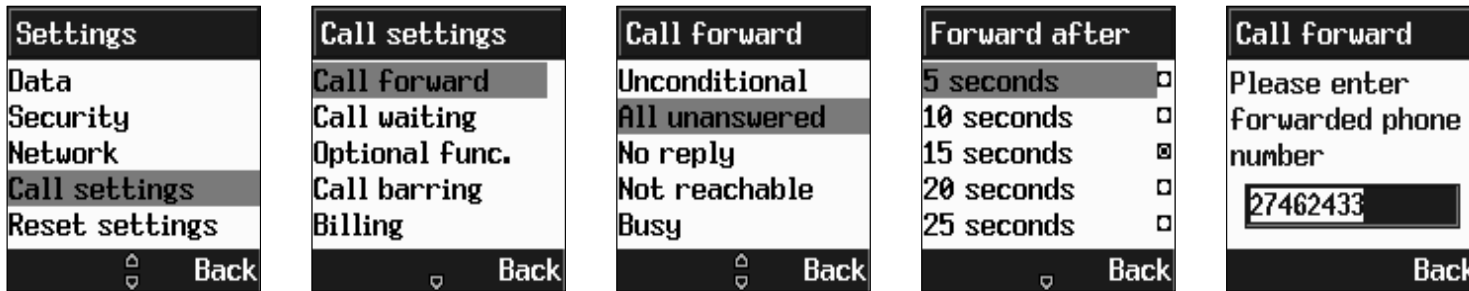 Settings
Data
Security
Network
Call settings
Reset settings
Back
Call settings
Call forward
Call waiting
Optional func.
Call barring
Billing
Back
Call forward
Unconditional
All unanswered
No reply
Not reachable
Busy
Back
Forward after
5 seconds
10 seconds
15 seconds
20 seconds
25 seconds
Back
Call forward
Please enter
forwarded phone
number
27462433
Back